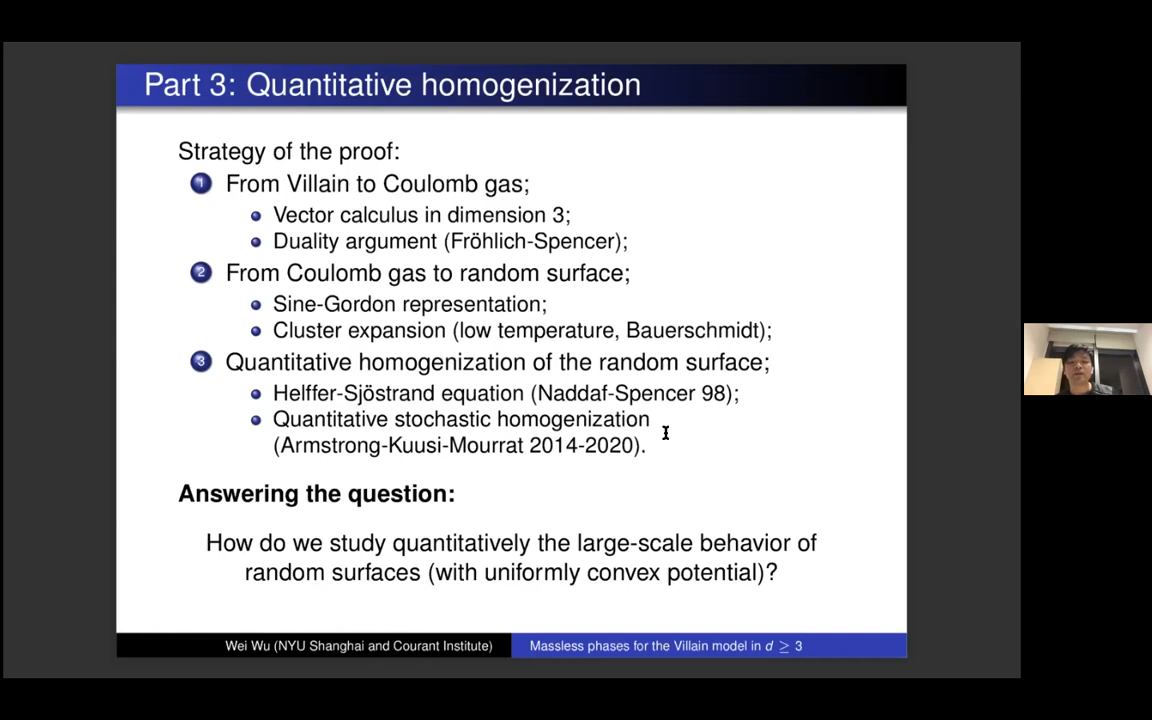 Part 3: Quantitative homogenization
Strategy of the proof:
1 From Villain to Coulomb gas;
Vector calculus in dimension 3;
Duality argument (Fröhlich-Spencer);
2 From Coulomb gas to random surface;
Sine-Gordon representation;
Cluster expansion (low temperature, Bauerschmidt);
3 Quantitative homogenization of the random surface;
Helffer-Sjöstrand equation (Naddaf-Spencer 98);
Quantitative stochastic homogenization
(Armstrong-Kuusi-Mourrat 2014-2020).
Answering the question:
How do we study quantitatively the large-scale behavior of
random surfaces (with uniformly convex potential)?
Wei Wu (NYU Shanghai and Courant Institute)
Massless phases for the Villain model in d ≥ 3